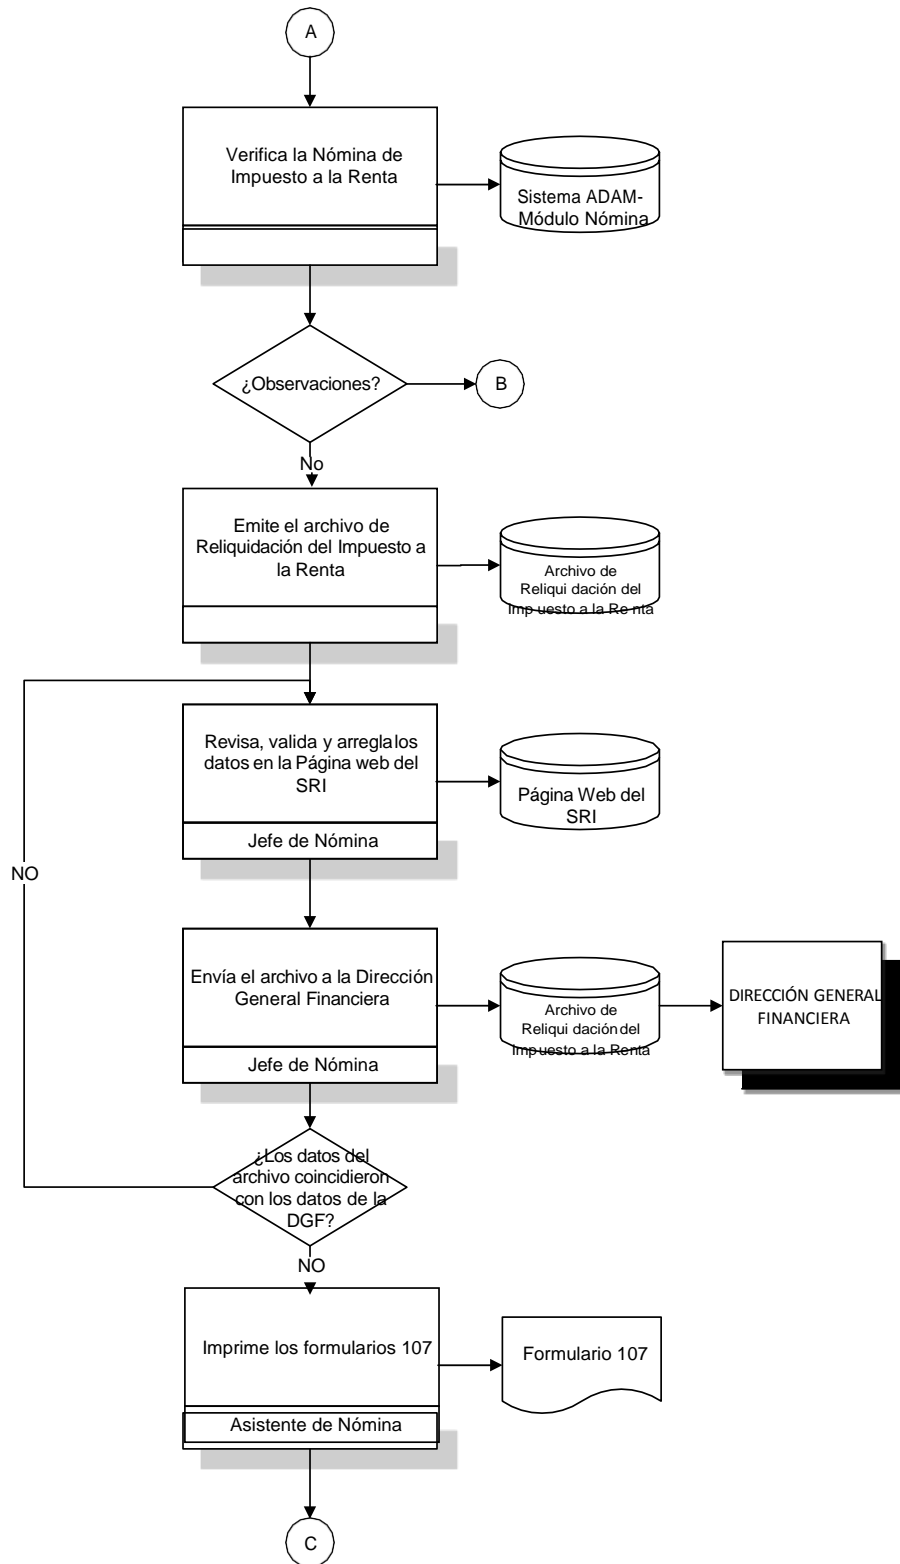 A
Verifica la Nómina de
Impuesto a la Renta
Sistema ADAM-
Módulo Nómina
¿Observaciones?
B
No
Emite el archivo de
Reliquidación del Impuesto a
la Renta
Archivo de
Reliqui dación del
Imp uesto a la Re nta
Revisa, valida y arreglalos
datos en la Página web del
SRI
Página Web del
SRI
Jefe de Nómina
NO
Envía el archivo a la Dirección
General Financiera
Archivo de
Reliqui dación del
Imp uesto a la Renta
DIRECCIÓN GENERAL
FINANCIERA
Jefe de Nómina
¿Los datos del
archivo coincidieron
con los datos de la
DGF?
NO
Imprime los formularios 107
Formulario 107
Asistente de Nómina
C